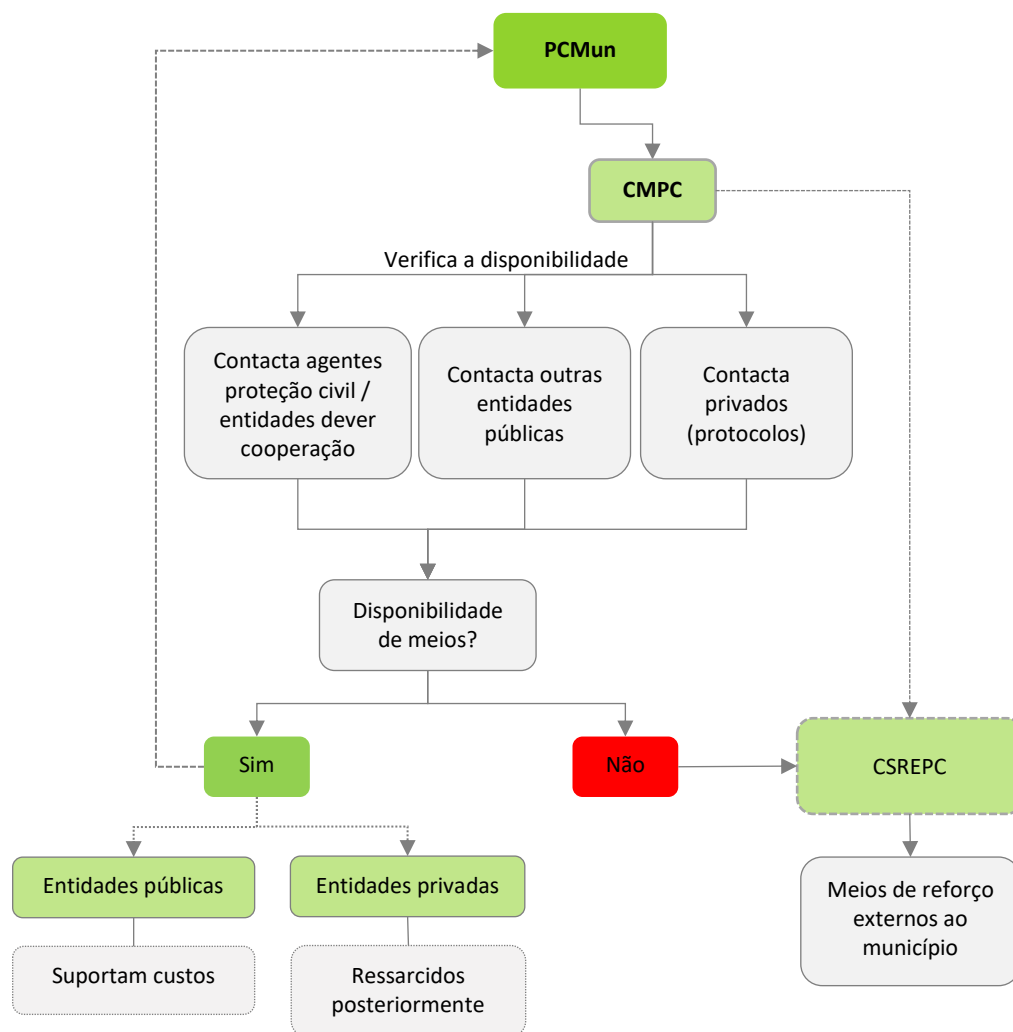 PCMun
CMPC
Verifica a disponibilidade
Contacta agentes
proteção civil /
entidades dever
cooperação
Contacta outras
entidades
públicas
Contacta
privados
(protocolos)
Disponibilidade
de meios?
Sim
Não
CSREPC
Entidades públicas
Entidades privadas
Meios de reforço
externos ao
município
Suportam custos
Ressarcidos
posteriormente